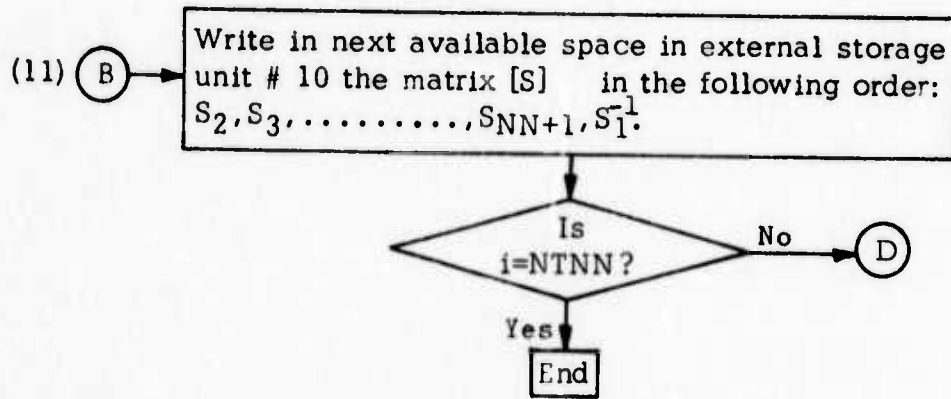 Write in next available space in external storage
(11) B unit # 10 the matrix [S] in the following order:
S₂,S₃,..........,S_NN+1,S₁⁻¹.
Is
No D
i=NTNN?
Yes
End